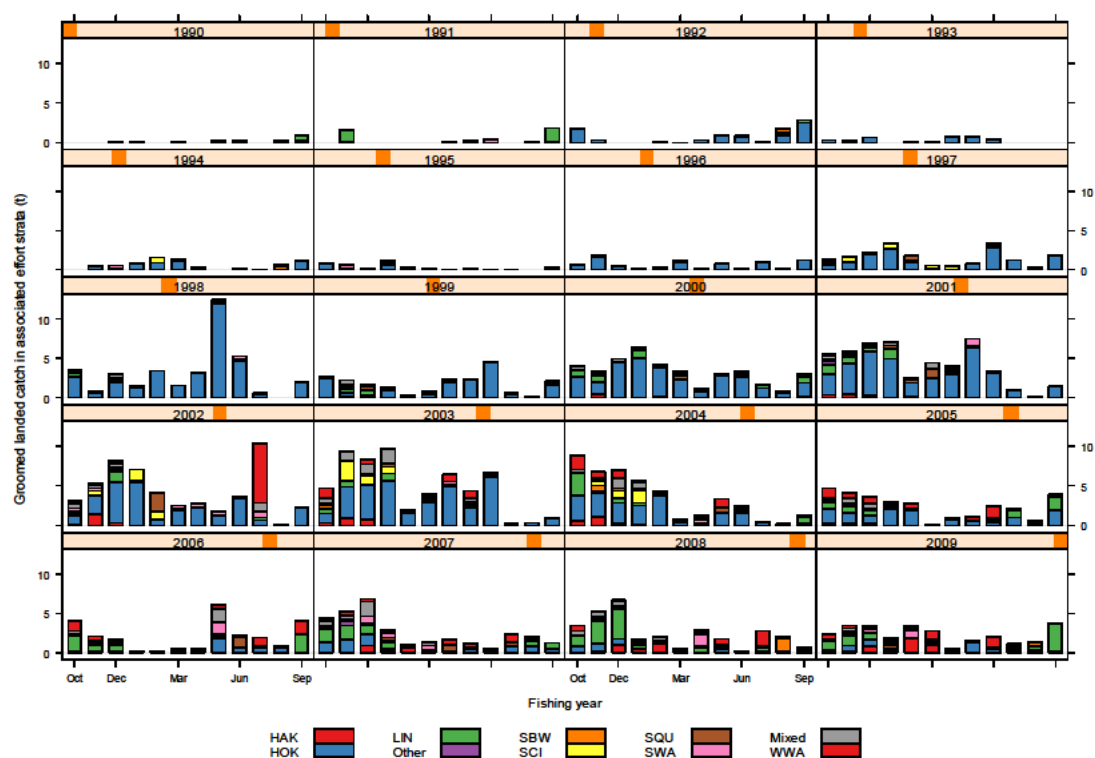 1990 1991 1992 1993
10
5
0
1994 1995 1996 1997
10
5
0
1998 1999 2000 2001
10
5
0
2002 2003 2004 2005
10
5
0
2006 2007 2008 2009
10
5
0
Oct Dec Mar Jun Sep Oct Dec Mar Jun Sep
Groomed landed catch in associated effort strata (t)
Fishing year
HAK LIN SBW SQU Mixed
HOK Other SCI SWA WWA